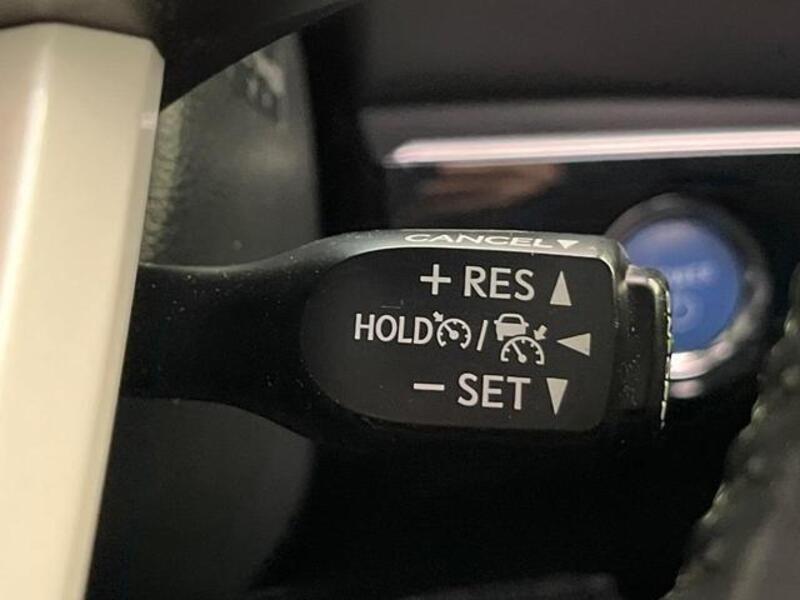 CANCEL
+ RES
HOLD /
− SET